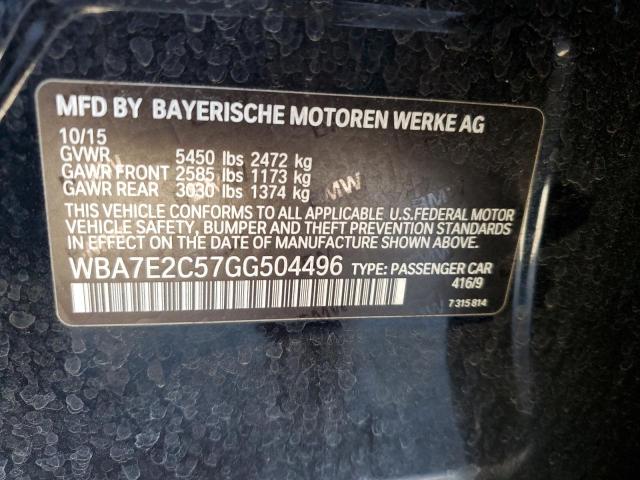 MFD BY BAYERISCHE MOTOREN WERKE AG
10/15
GVWR 5450 lbs 2472 kg
GAWR FRONT 2585 lbs 1173 kg
GAWR REAR 3030 lbs 1374 kg
THIS VEHICLE CONFORMS TO ALL APPLICABLE U.S.FEDERAL MOTOR
VEHICLE SAFETY, BUMPER AND THEFT PREVENTION STANDARDS
IN EFFECT ON THE DATE OF MANUFACTURE SHOWN ABOVE.
WBA7E2C57GG504496 TYPE: PASSENGER CAR
416/9
7 315 814